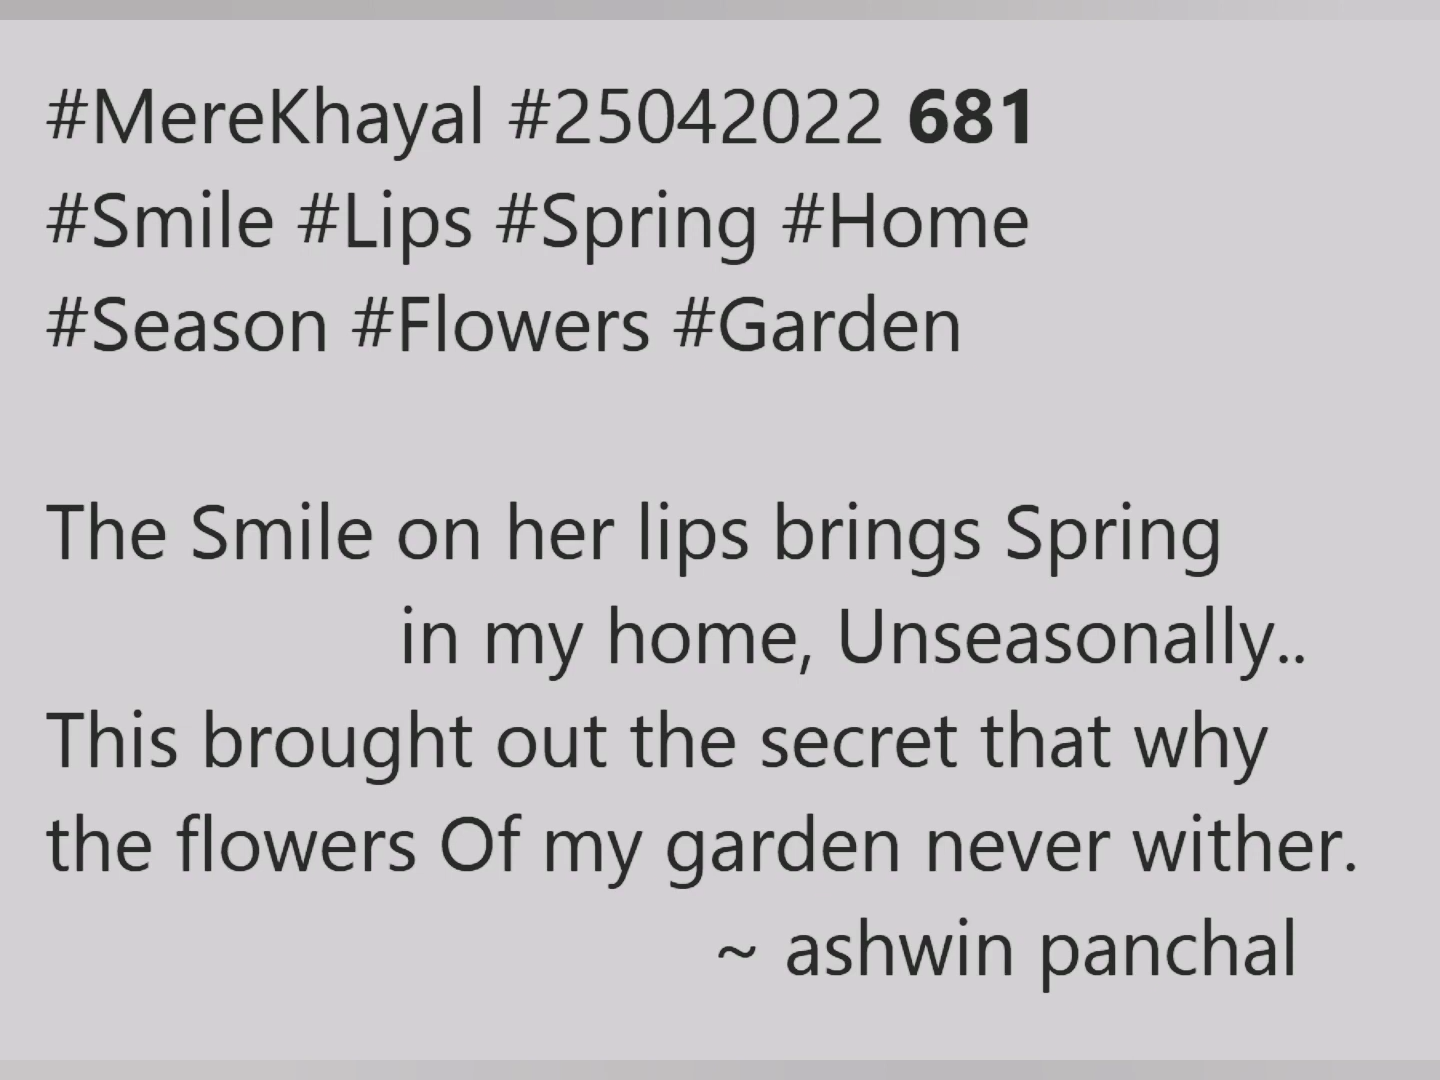 #MereKhayal #25042022 681
#Smile #Lips #Spring #Home
#Season #Flowers #Garden
The Smile on her lips brings Spring
in my home, Unseasonally..
This brought out the secret that why
the flowers Of my garden never wither.
~ ashwin panchal